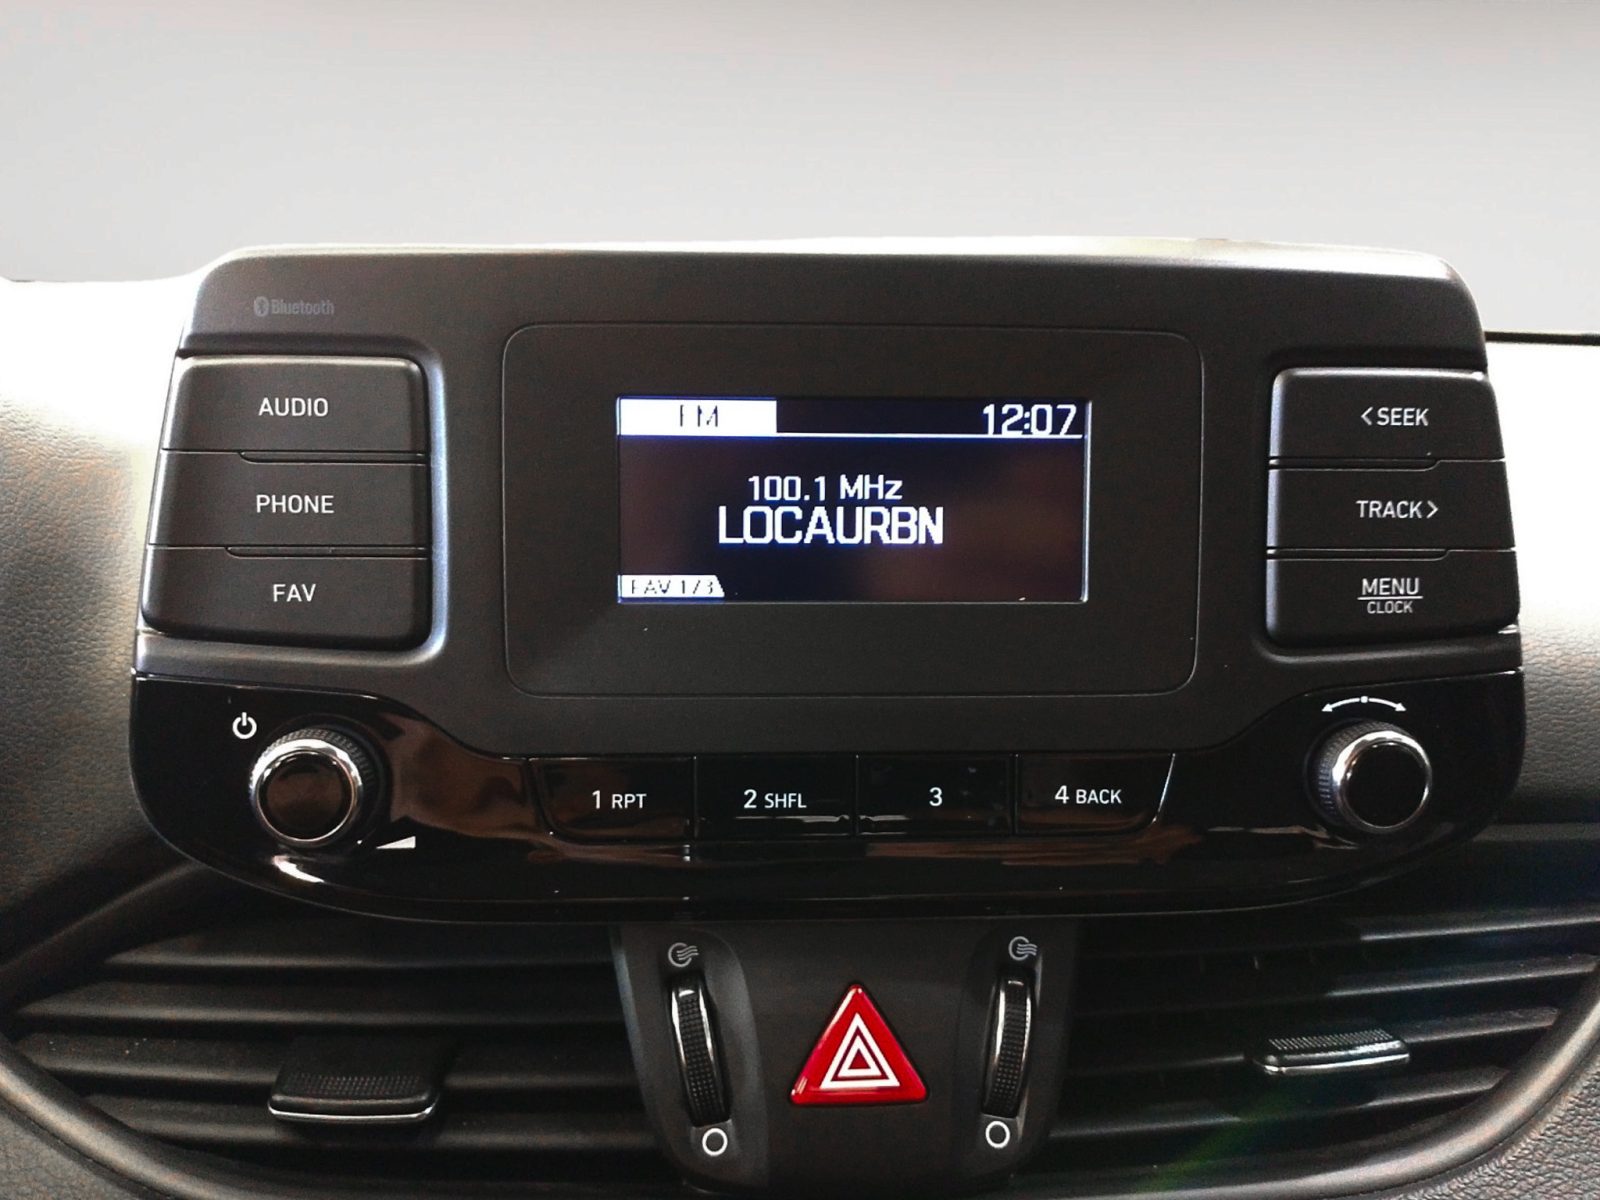 Bluetooth
AUDIO
PHONE
FAV
FM 12:07
100.1 MHz
LOCAURBN
FAV 1/3
<SEEK
TRACK>
MENU
CLOCK
1 RPT
2 SHFL
3
4 BACK